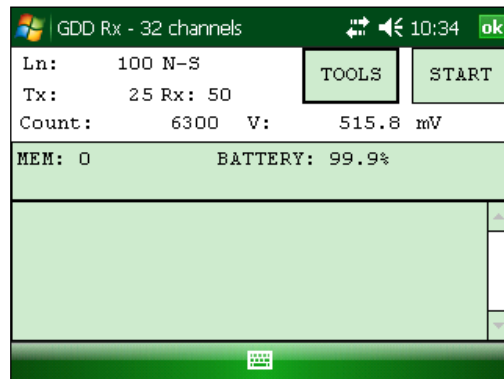 GDD Rx - 32 channels 10:34 ok
Ln: 100 N-S
TOOLS START
Tx: 25 Rx: 50
Count: 6300 V: 515.8 mV
MEM: 0 BATTERY: 99.9%